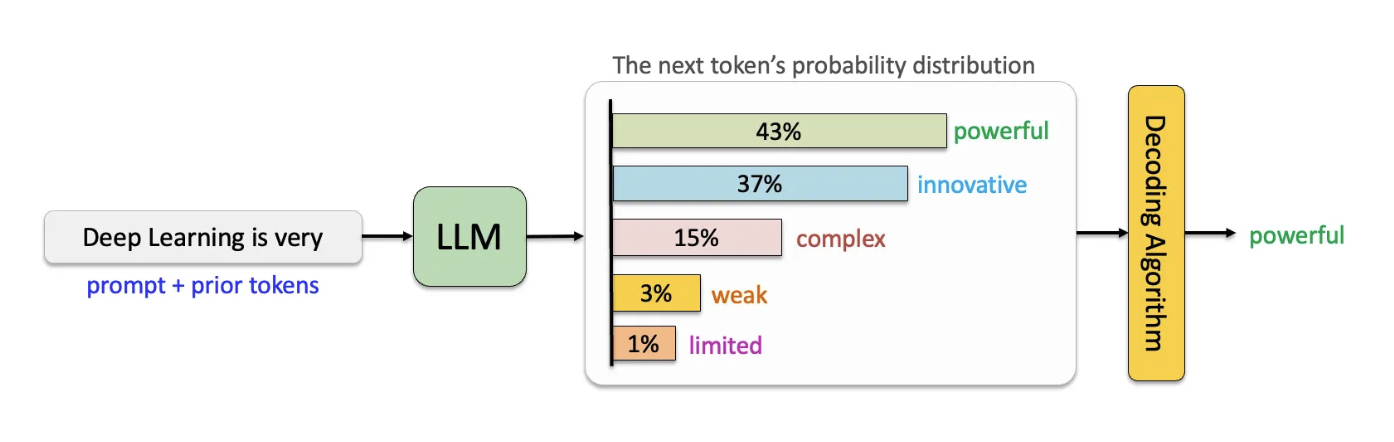 The next token's probability distribution
43%
powerful
37%
innovative
Deep Learning is very
LLM
15%
complex
prompt + prior tokens
3%
weak
1%
limited
Decoding Algorithm
powerful